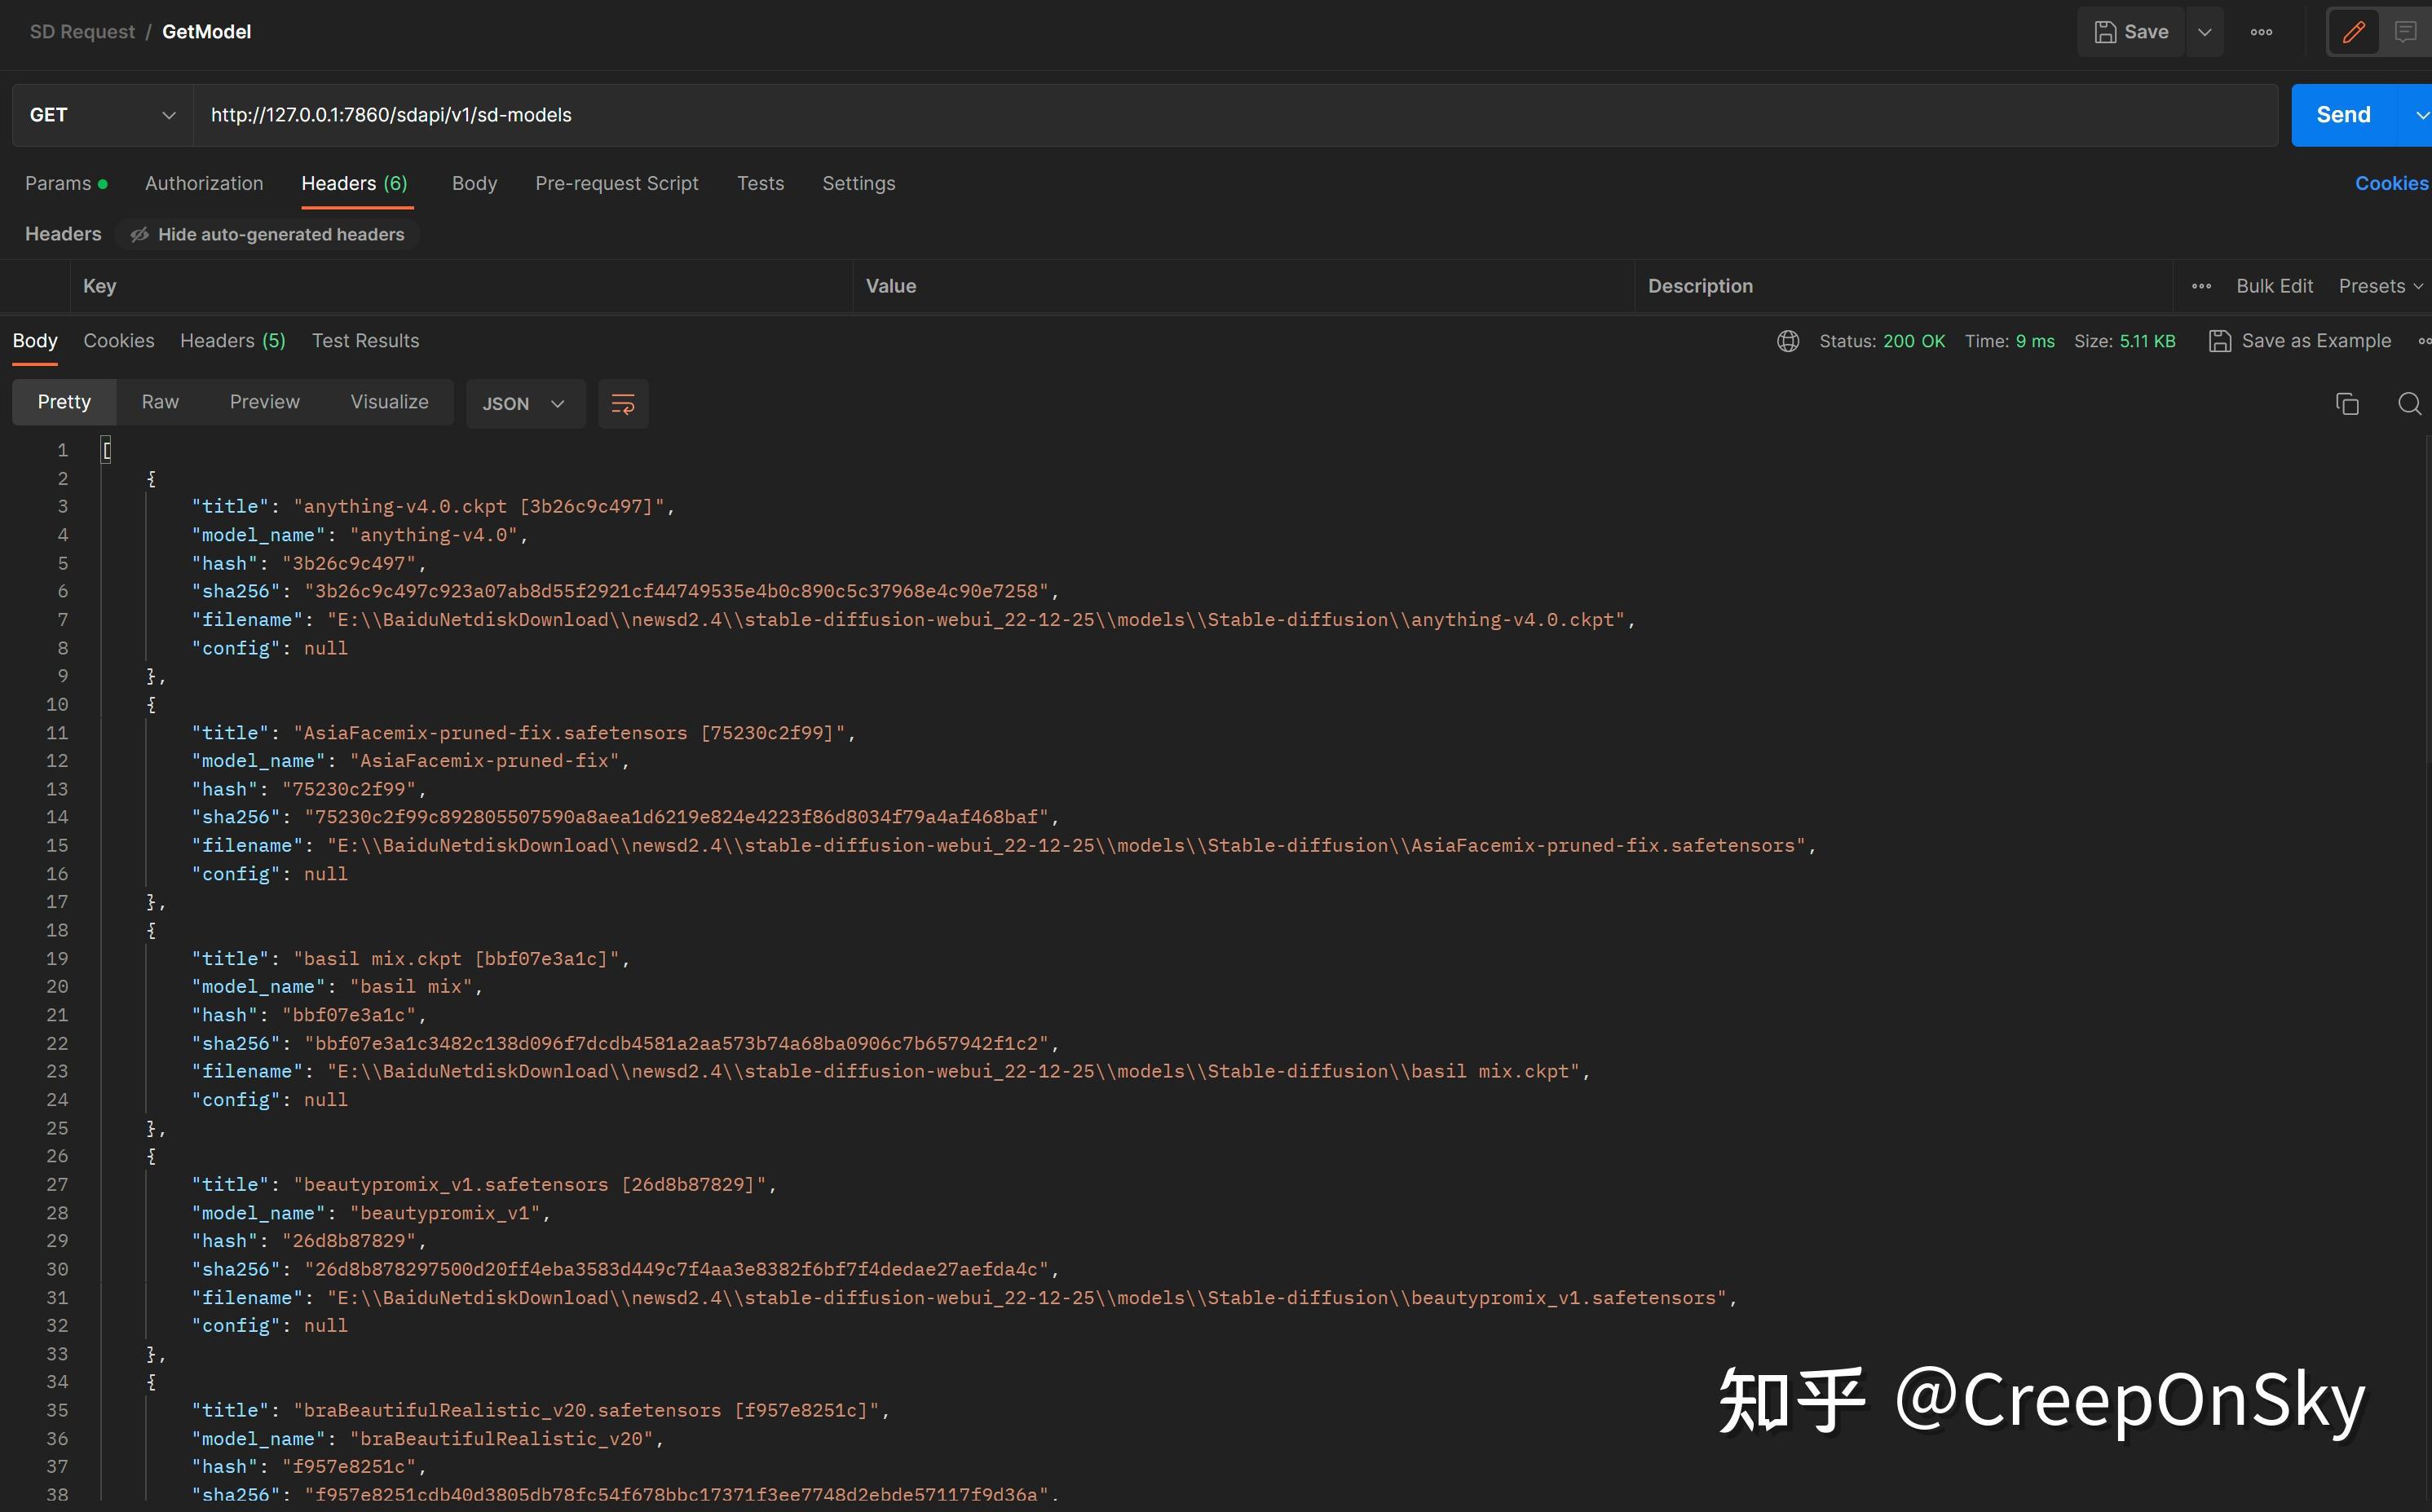 SD Request / GetModel
Save
GET http://127.0.0.1:7860/sdapi/v1/sd-models Send
Params Authorization Headers (6) Body Pre-request Script Tests Settings Cookies
Headers Hide auto-generated headers
Key Value Description Bulk Edit Presets
Body Cookies Headers (5) Test Results Status: 200 OK Time: 9 ms Size: 5.11 KB Save as Example
Pretty Raw Preview Visualize JSON
1 [
2 {
3 "title": "anything-v4.0.ckpt [3b26c9c497]",
4 "model_name": "anything-v4.0",
5 "hash": "3b26c9c497",
6 "sha256": "3b26c9c497c923a07ab8d55f2921cf44749535e4b0c890c5c37968e4c90e7258",
7 "filename": "E:\\BaiduNetdiskDownload\\newsd2.4\\stable-diffusion-webui_22-12-25\\models\\Stable-diffusion\\anything-v4.0.ckpt",
8 "config": null
9 },
10 {
11 "title": "AsiaFacemix-pruned-fix.safetensors [75230c2f99]",
12 "model_name": "AsiaFacemix-pruned-fix",
13 "hash": "75230c2f99",
14 "sha256": "75230c2f99c892805507590a8aea1d6219e824e4223f86d8034f79a4af468baf",
15 "filename": "E:\\BaiduNetdiskDownload\\newsd2.4\\stable-diffusion-webui_22-12-25\\models\\Stable-diffusion\\AsiaFacemix-pruned-fix.safetensors",
16 "config": null
17 },
18 {
19 "title": "basil mix.ckpt [bbf07e3a1c]",
20 "model_name": "basil mix",
21 "hash": "bbf07e3a1c",
22 "sha256": "bbf07e3a1c3482c138d096f7dcdb4581a2aa573b74a68ba0906c7b657942f1c2",
23 "filename": "E:\\BaiduNetdiskDownload\\newsd2.4\\stable-diffusion-webui_22-12-25\\models\\Stable-diffusion\\basil mix.ckpt",
24 "config": null
25 },
26 {
27 "title": "beautypromix_v1.safetensors [26d8b87829]",
28 "model_name": "beautypromix_v1",
29 "hash": "26d8b87829",
30 "sha256": "26d8b878297500d20ff4eba3583d449c7f4aa3e8382f6bf7f4dedae27aefda4c",
31 "filename": "E:\\BaiduNetdiskDownload\\newsd2.4\\stable-diffusion-webui_22-12-25\\models\\Stable-diffusion\\beautypromix_v1.safetensors",
32 "config": null
33 },
34 {
35 "title": "braBeautifulRealistic_v20.safetensors [f957e8251c]",
36 "model_name": "braBeautifulRealistic_v20",
37 "hash": "f957e8251c",
38 "sha256": "f957e8251cdb40d3805db78fc54f678bbc17371f3ee7748d2ebde57117f9d36a",
知乎 @CreepOnSky